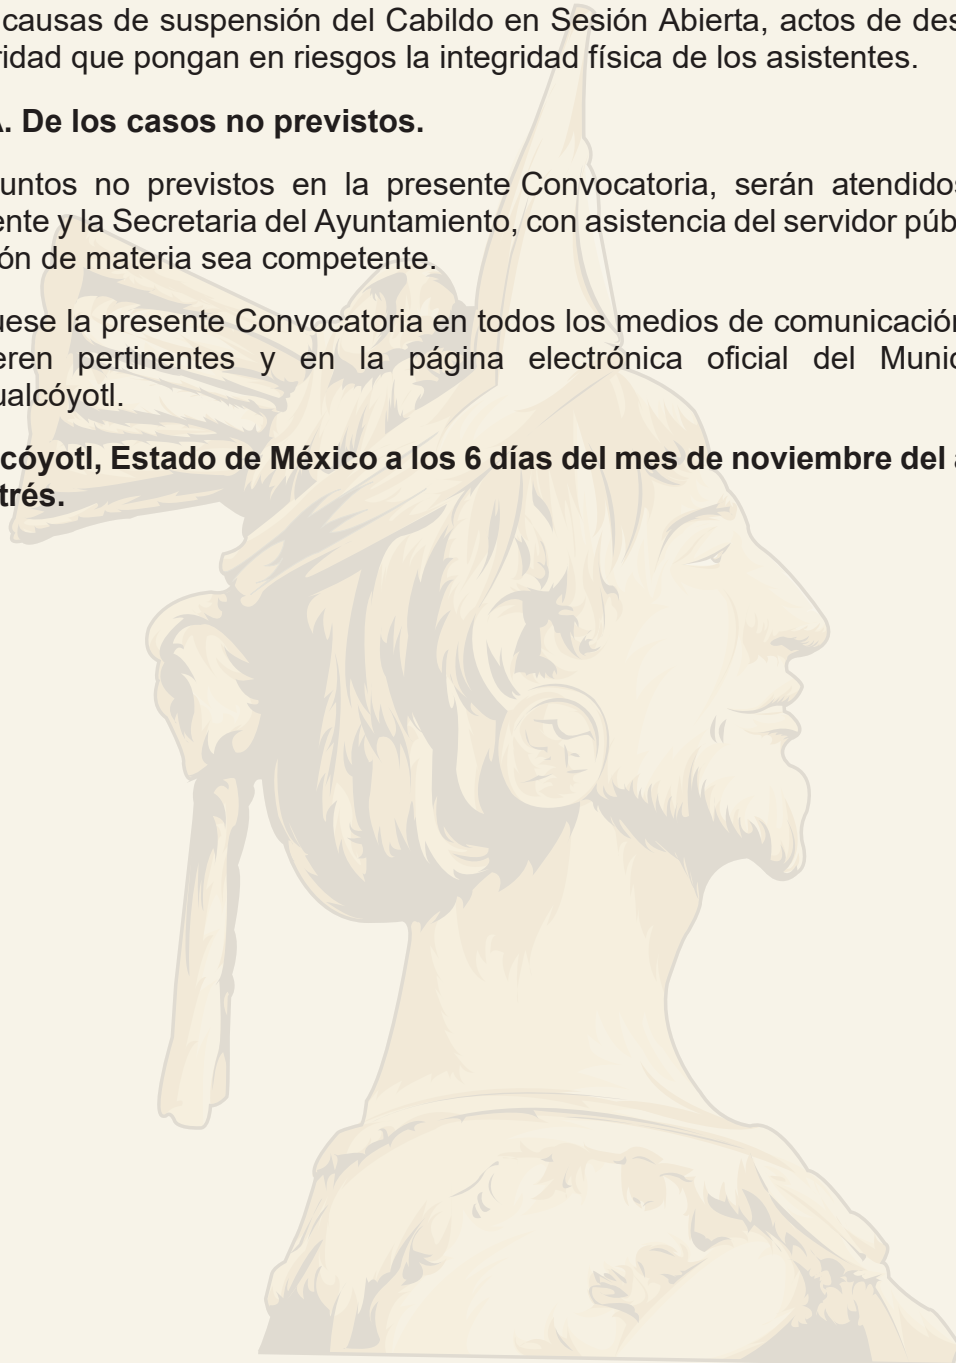 causas de suspensión del Cabildo en Sesión Abierta, actos de des
ridad que pongan en riesgos la integridad física de los asistentes.
A. De los casos no previstos.
untos no previstos en la presente Convocatoria, serán atendidos
ente y la Secretaria del Ayuntamiento, con asistencia del servidor púb
ón de materia sea competente.
uese la presente Convocatoria en todos los medios de comunicación
eren pertinentes y en la página electrónica oficial del Munic
ualcóyotl.
cóyotl, Estado de México a los 6 días del mes de noviembre del a
trés.